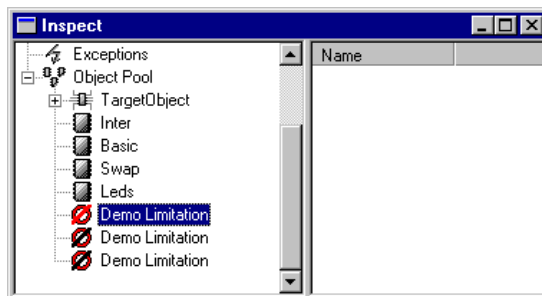 Inspect
Exceptions
Name
Object Pool
TargetObject
Inter
Basic
Swap
Leds
Demo Limitation
Demo Limitation
Demo Limitation